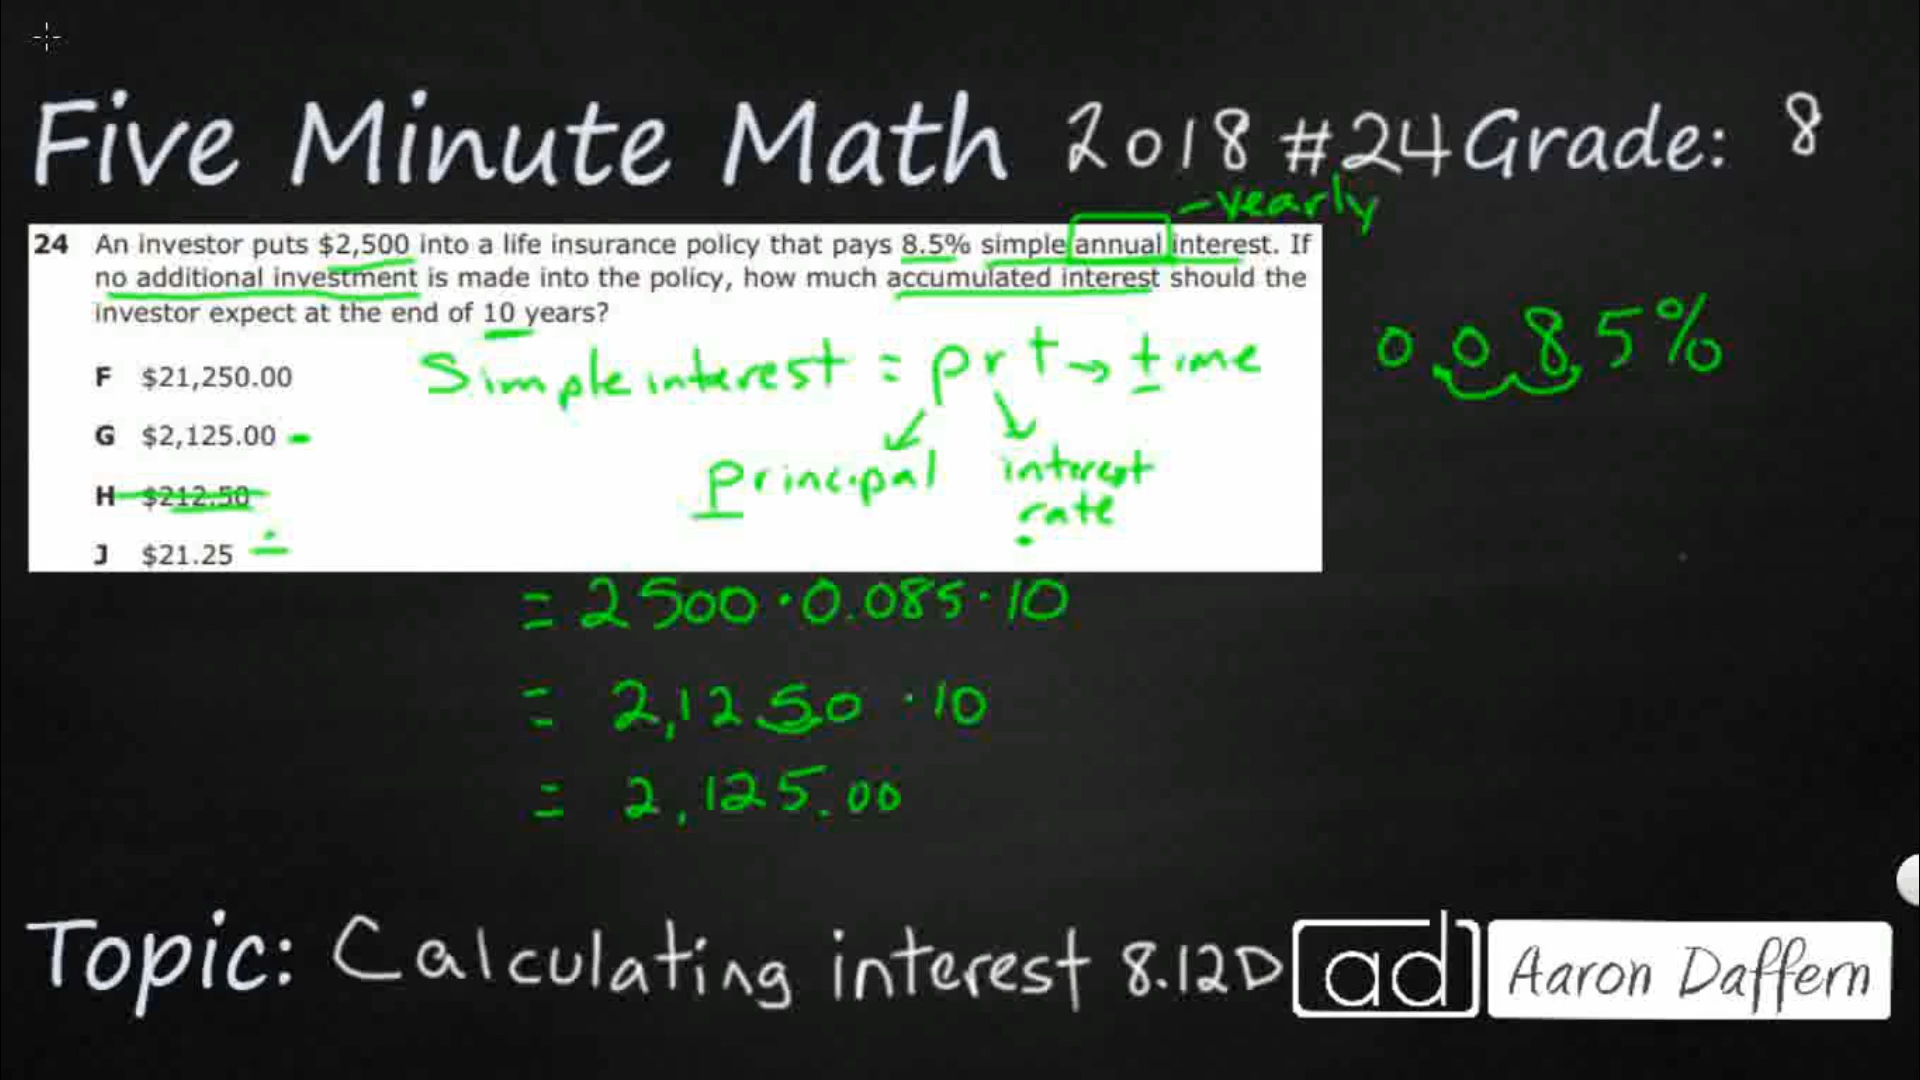 Five Minute Math 2018 #24 Grade: 8
- yearly
24 An investor puts $2,500 into a life insurance policy that pays 8.5% simple annual interest. If
no additional investment is made into the policy, how much accumulated interest should the
investor expect at the end of 10 years?
0.085%
Simple interest = prt → time
F $21,250.00
G $2,125.00
principal interest
rate
H $212.50
J $21.25
= 2500 · 0.085 · 10
= 2,1250 · 10
= 2,125.00
Topic: Calculating interest 8.12D ad Aaron Daffern